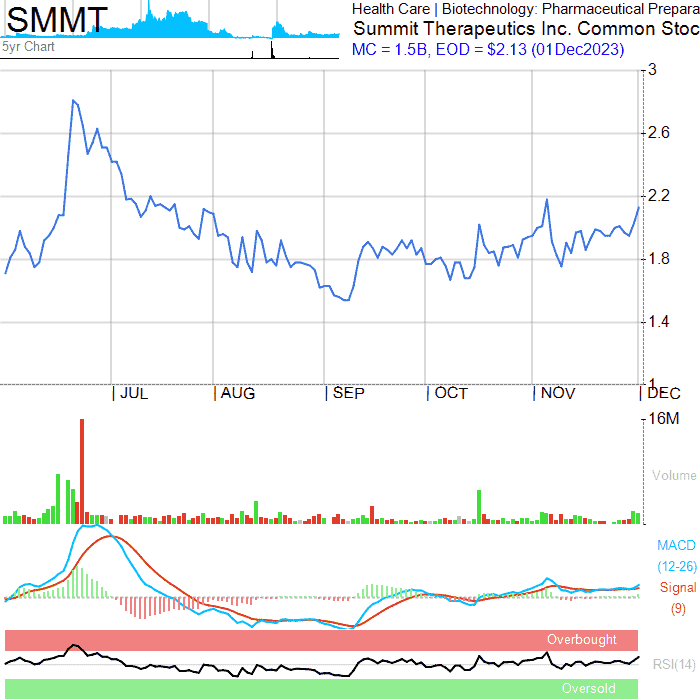 SMMT
5yr Chart
Health Care | Biotechnology: Pharmaceutical Prepara
Summit Therapeutics Inc. Common Stoc
MC = 1.5B, EOD = $2.13 (01Dec2023)
3
2.6
2.2
1.8
1.4
1
JUL
AUG
SEP
OCT
NOV
DEC
16M
Volume
MACD
(12-26)
Signal
(9)
Overbought
RSI(14)
Oversold